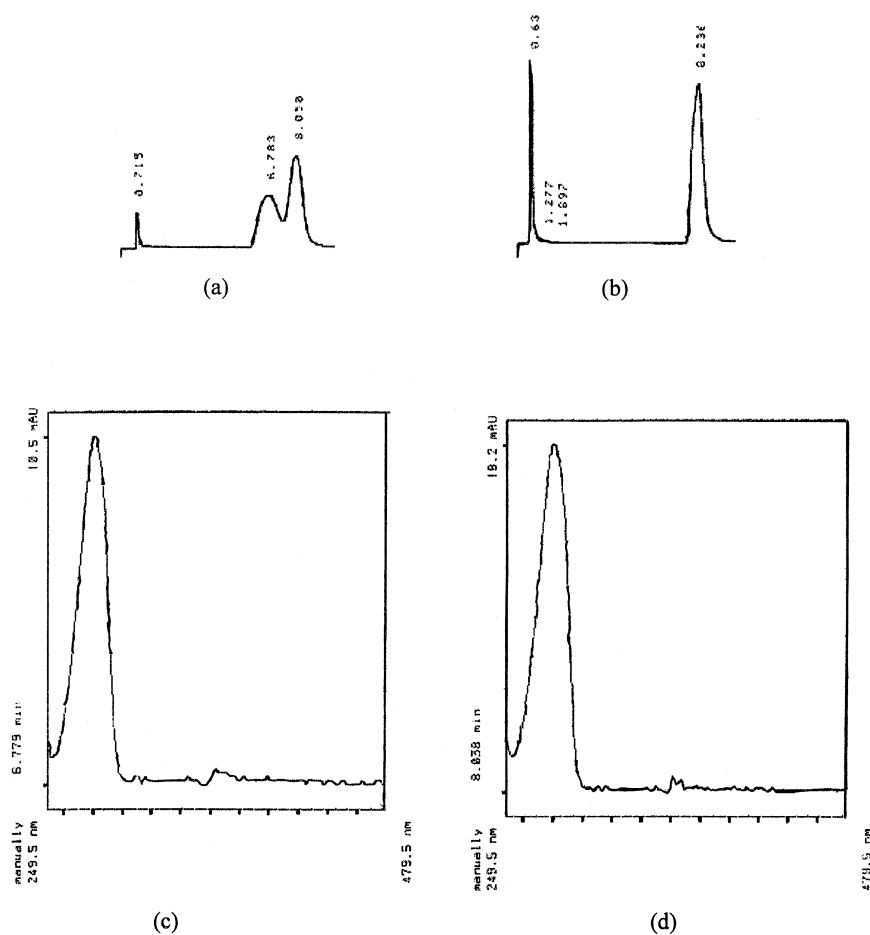 0.715
6.783
8.050
(a)
0.63
1.277
1.697
8.236
(b)
10.5 mAU
6.779 min
manually
249.5 nm
479.5 nm
(c)
10.2 mAU
8.038 min
manually
249.5 nm
479.5 nm
(d)